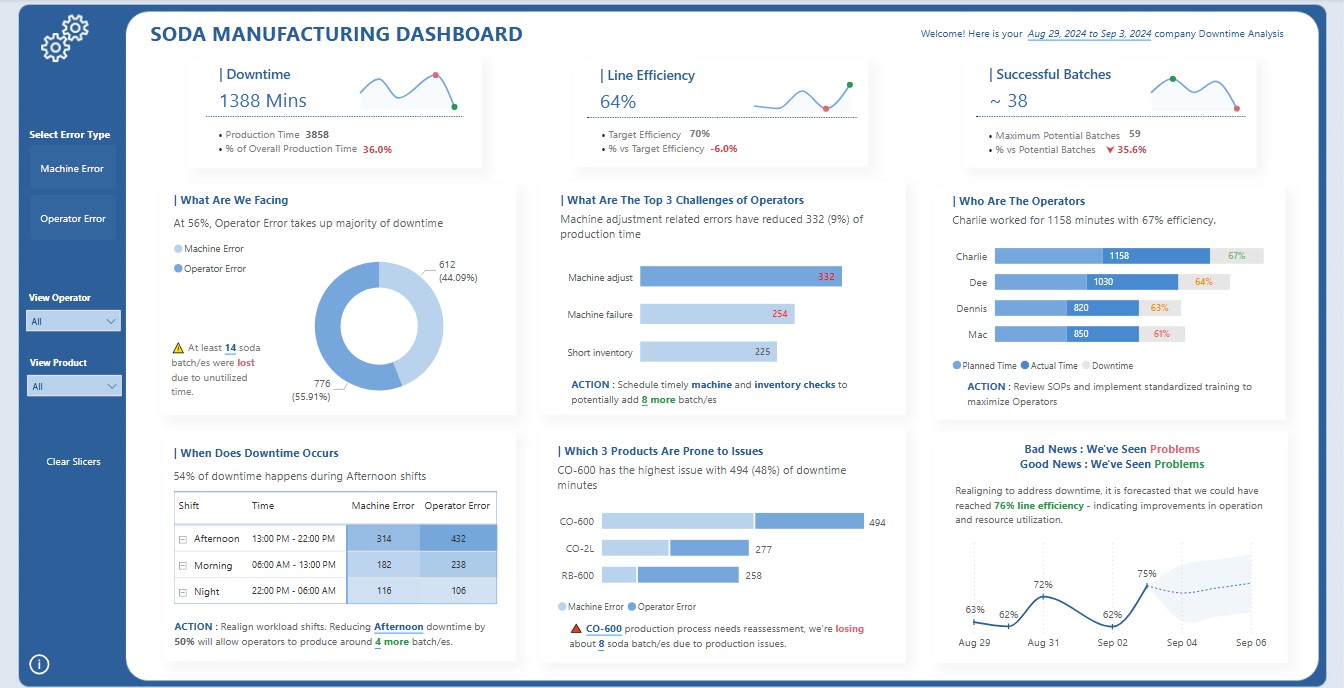 SODA MANUFACTURING DASHBOARD
Welcome! Here is your Aug 29, 2024 to Sep 3, 2024 company Downtime Analysis
Select Error Type
Machine Error
Operator Error
View Operator
All
View Product
All
Clear Slicers
| Downtime
1388 Mins
• Production Time 3858
• % of Overall Production Time 36.0%
| Line Efficiency
64%
• Target Efficiency 70%
• % vs Target Efficiency -6.0%
| Successful Batches
~ 38
• Maximum Potential Batches 59
• % vs Potential Batches ▼ 35.6%
| What Are We Facing
At 56%, Operator Error takes up majority of downtime
Machine Error
Operator Error
612
(44.09%)
776
(55.91%)
At least 14 soda
batch/es were lost
due to unutilized
time.
| What Are The Top 3 Challenges of Operators
Machine adjustment related errors have reduced 332 (9%) of
production time
Machine adjust 332
Machine failure 254
Short inventory 225
ACTION : Schedule timely machine and inventory checks to
potentially add 8 more batch/es
| Who Are The Operators
Charlie worked for 1158 minutes with 67% efficiency.
Charlie 1158 67%
Dee 1030 64%
Dennis 820 63%
Mac 850 61%
Planned Time Actual Time Downtime
ACTION : Review SOPs and implement standardized training to
maximize Operators
| When Does Downtime Occurs
54% of downtime happens during Afternoon shifts
Shift Time Machine Error Operator Error
Afternoon 13:00 PM - 22:00 PM 314 432
Morning 06:00 AM - 13:00 PM 182 238
Night 22:00 PM - 06:00 AM 116 106
ACTION : Realign workload shifts. Reducing Afternoon downtime by
50% will allow operators to produce around 4 more batch/es.
| Which 3 Products Are Prone to Issues
CO-600 has the highest issue with 494 (48%) of downtime
minutes
CO-600 494
CO-2L 277
RB-600 258
Machine Error Operator Error
CO-600 production process needs reassessment, we're losing
about 8 soda batch/es due to production issues.
Bad News : We've Seen Problems
Good News : We've Seen Problems
Realigning to address downtime, it is forecasted that we could have
reached 76% line efficiency - indicating improvements in operation
and resource utilization.
63% 62% 72% 62% 75%
Aug 29 Aug 31 Sep 02 Sep 04 Sep 06